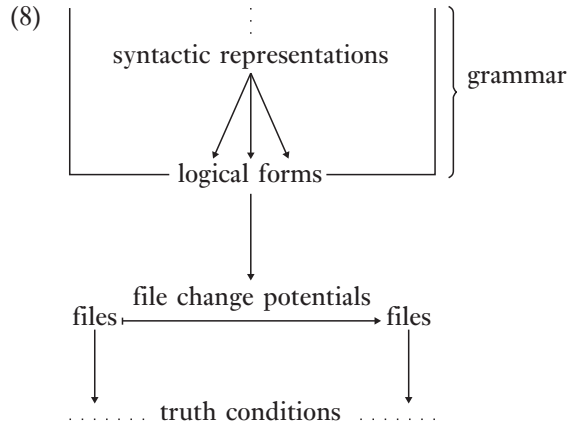 (8)
syntactic representations
grammar
logical forms
file change potentials
files files
truth conditions